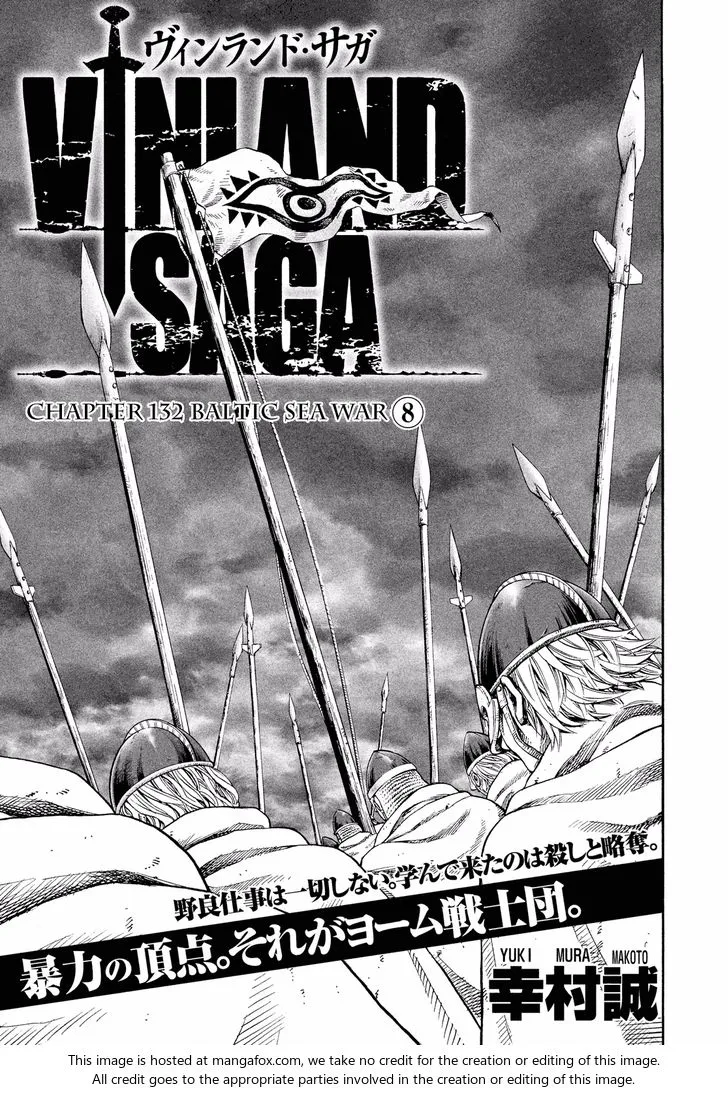 ヴィンランド・サガ
VINLAND
SAGA
CHAPTER 132 BALTIC SEA WAR 8
野良仕事は一切しない。学んで来たのは殺しと略奪。
暴力の頂点。それがヨーム戦士団。
YUKI MURA MAKOTO
幸村誠
This image is hosted at mangafox.com, we take no credit for the creation or editing of this image.
All credit goes to the appropriate parties involved in the creation or editing of this image.